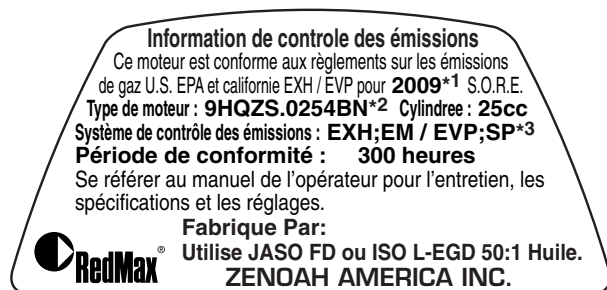 Information de controle des émissions
Ce moteur est conforme aux règlements sur les émissions
de gaz U.S. EPA et californie EXH / EVP pour 2009*1 S.O.R.E.
Type de moteur : 9HQZS.0254BN*2 Cylindree : 25cc
Système de contrôle des émissions : EXH;EM / EVP;SP*3
Période de conformité : 300 heures
Se référer au manuel de l'opérateur pour l'entretien, les
spécifications et les réglages.
Fabrique Par:
RedMax® Utilise JASO FD ou ISO L-EGD 50:1 Huile.
ZENOAH AMERICA INC.